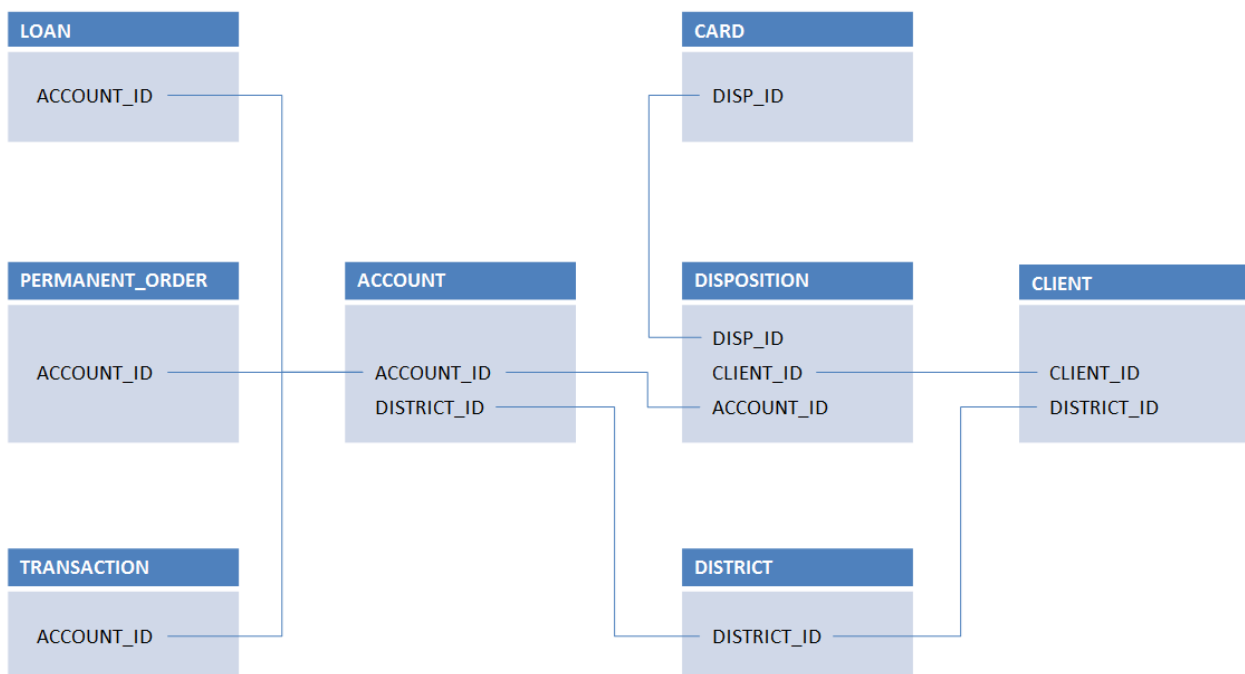 LOAN
ACCOUNT_ID
CARD
DISP_ID
PERMANENT_ORDER
ACCOUNT_ID
ACCOUNT
ACCOUNT_ID
DISTRICT_ID
DISPOSITION
DISP_ID
CLIENT_ID
ACCOUNT_ID
CLIENT
CLIENT_ID
DISTRICT_ID
TRANSACTION
ACCOUNT_ID
DISTRICT
DISTRICT_ID